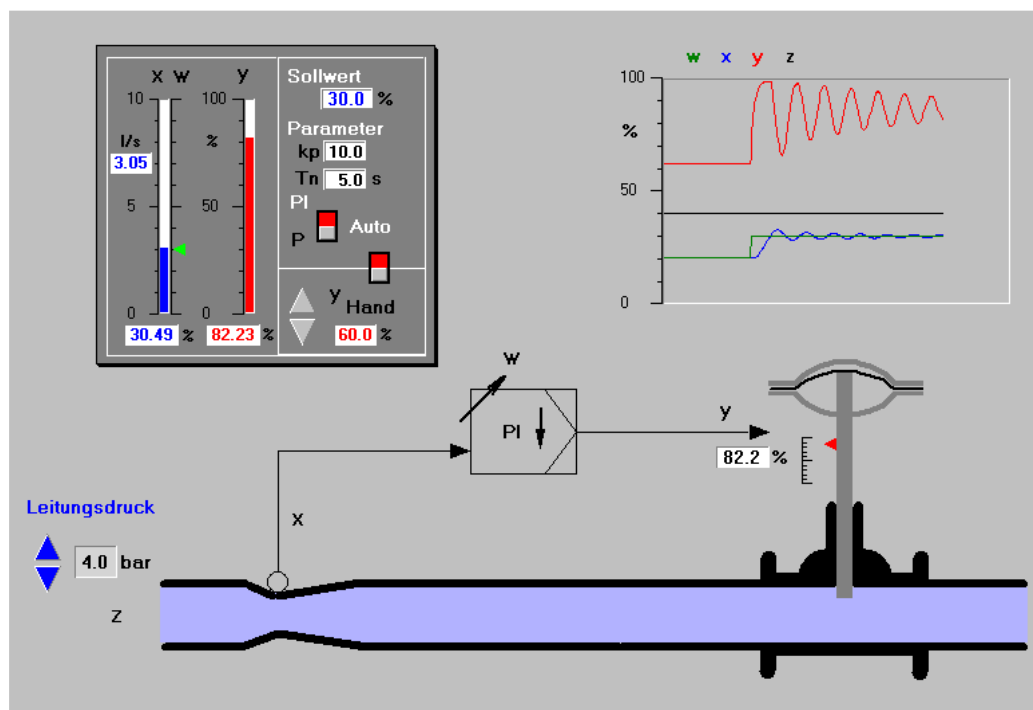 x w y
10 100
l/s %
3.05
5 50
0 0
30.49 % 82.23 %
Sollwert
30.0 %
Parameter
kp 10.0
Tn 5.0 s
PI
P Auto
y Hand
60.0 %
w x y z
100
%
50
0
w
PI
y
82.2 %
x
Leitungsdruck
4.0 bar
z